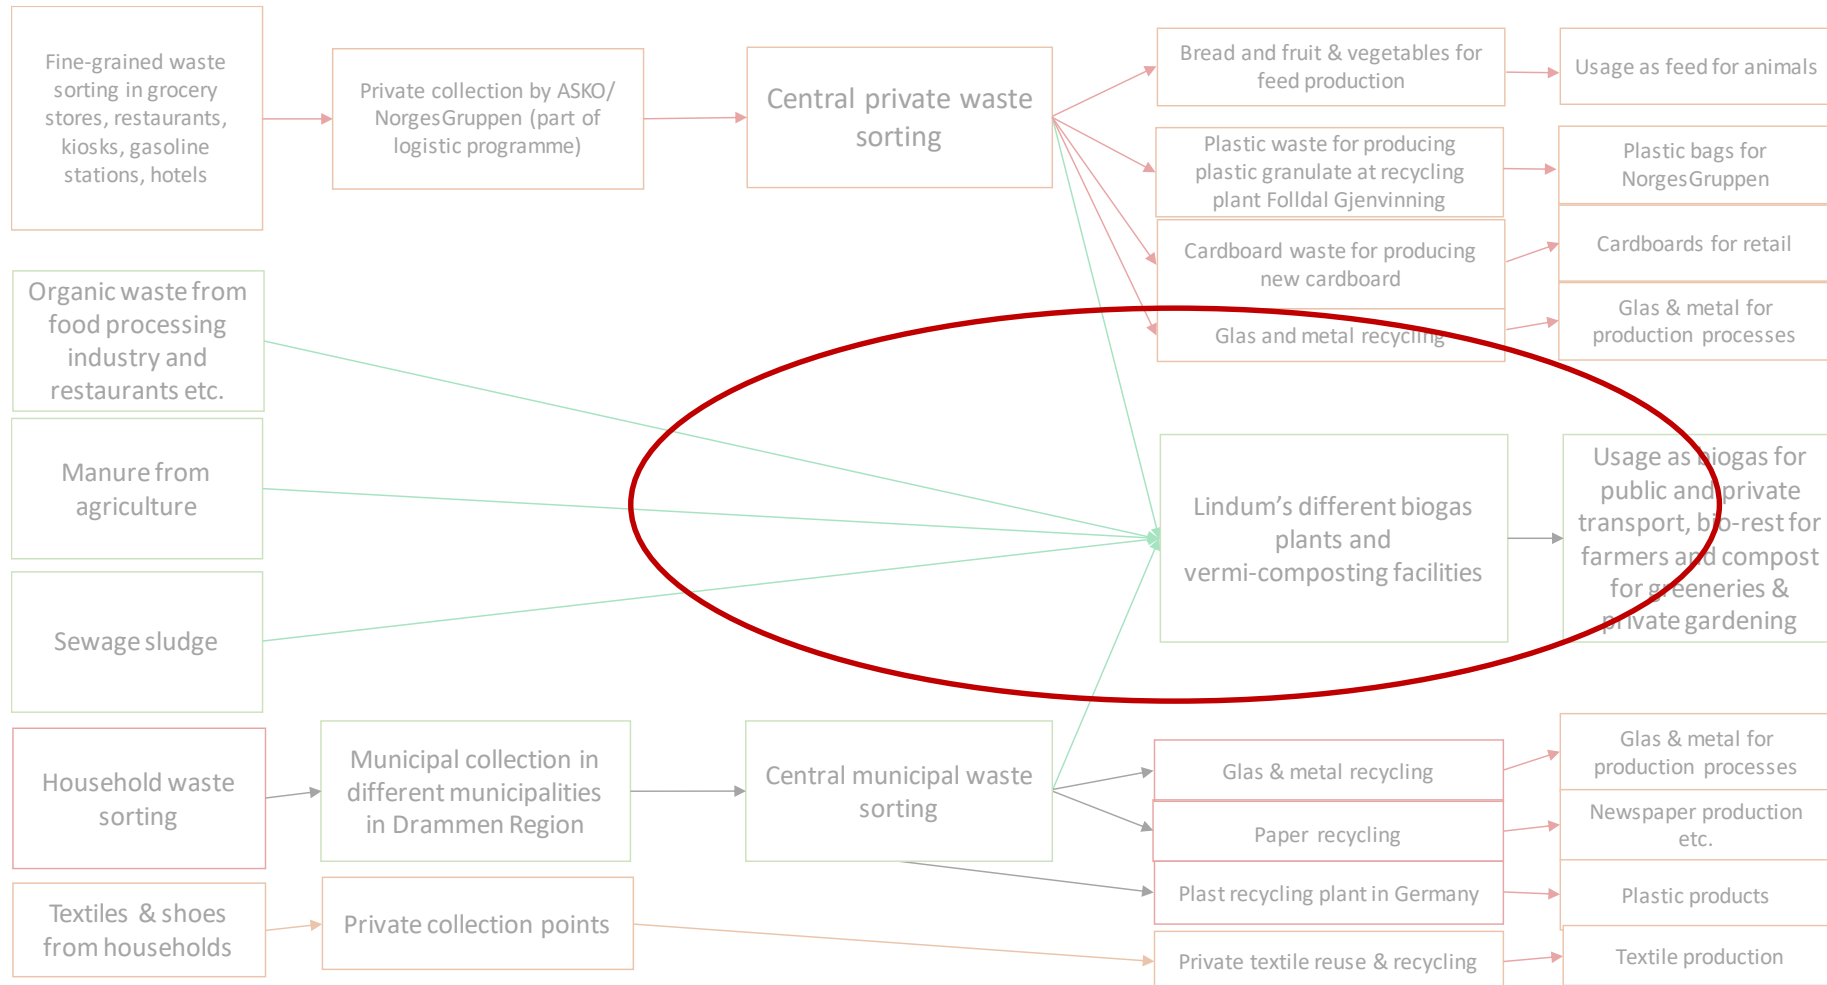 Fine-grained waste
sorting in grocery
stores, restaurants,
kiosks, gasoline
stations, hotels
Private collection by ASKO/
NorgesGruppen (part of
logistic programme)
Central private waste
sorting
Bread and fruit & vegetables for
feed production
Usage as feed for animals
Plastic waste for producing
plastic granulate at recycling
plant Folldal Gjenvinning
Plastic bags for
NorgesGruppen
Cardboard waste for producing
new cardboard
Cardboards for retail
Glas and metal recycling
Glas & metal for
production processes
Organic waste from
food processing
industry and
restaurants etc.
Manure from
agriculture
Sewage sludge
Lindum’s different biogas
plants and
vermi-composting facilities
Usage as biogas for
public and private
transport, bio-rest for
farmers and compost
for greeneries &
private gardening
Household waste
sorting
Municipal collection in
different municipalities
in Drammen Region
Central municipal waste
sorting
Glas & metal recycling
Glas & metal for
production processes
Paper recycling
Newspaper production
etc.
Plast recycling plant in Germany
Plastic products
Textiles & shoes
from households
Private collection points
Private textile reuse & recycling
Textile production